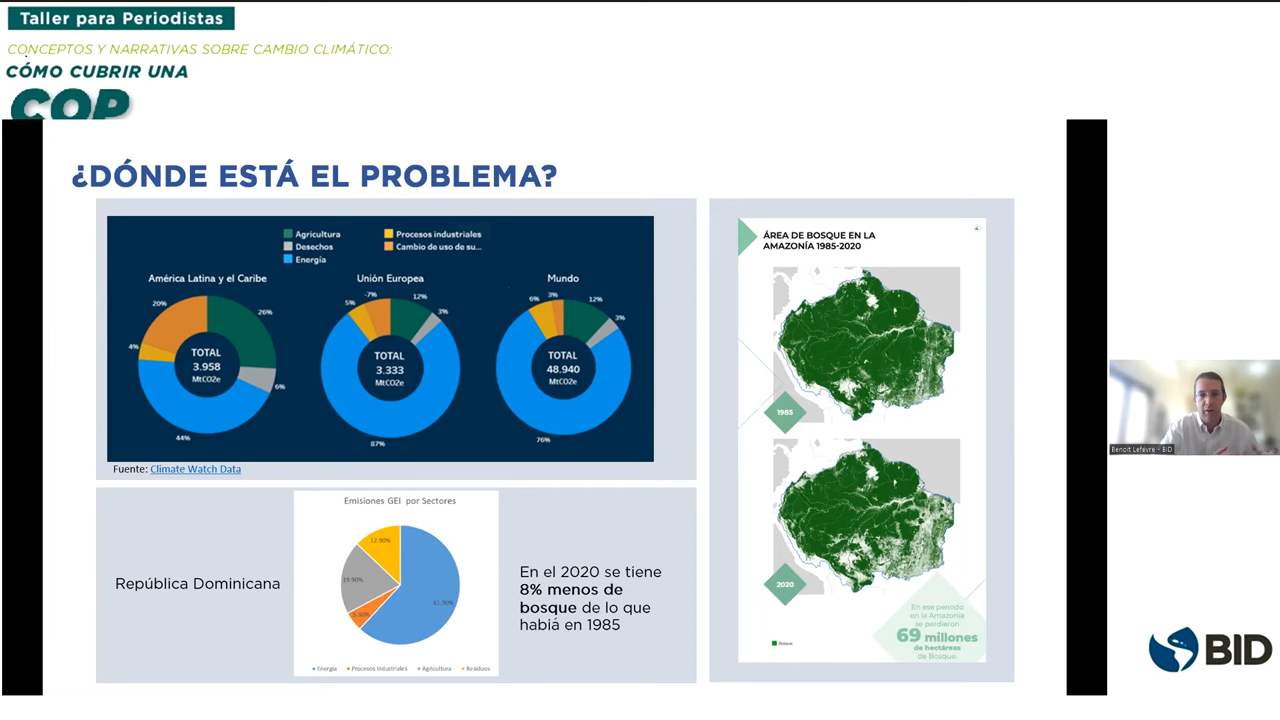 Taller para Periodistas
CONCEPTOS Y NARRATIVAS SOBRE CAMBIO CLIMÁTICO:
CÓMO CUBRIR UNA
COP
¿DÓNDE ESTÁ EL PROBLEMA?
Agricultura
Procesos industriales
Desechos
Cambio de uso de su...
Energía
América Latina y el Caribe
20%
26%
4%
6%
44%
TOTAL
3.958
MtCO2e
Unión Europea
5%
-7%
12%
3%
87%
TOTAL
3.333
MtCO2e
Mundo
6%
3%
12%
3%
76%
TOTAL
48.940
MtCO2e
Fuente: Climate Watch Data
República Dominicana
Emisiones GEI por Sectores
12.90%
19.90%
61.90%
Energía
Procesos Industriales
Agricultura
Residuos
En el 2020 se tiene
8% menos de
bosque de lo que
habiá en 1985
ÁREA DE BOSQUE EN LA
AMAZONÍA 1985-2020
1985
2020
En ese periodo
en la Amazonia
se perdieron
69 millones
de hectáreas
de Bosque.
Bosque
Benoit Lefévre - BID
BID